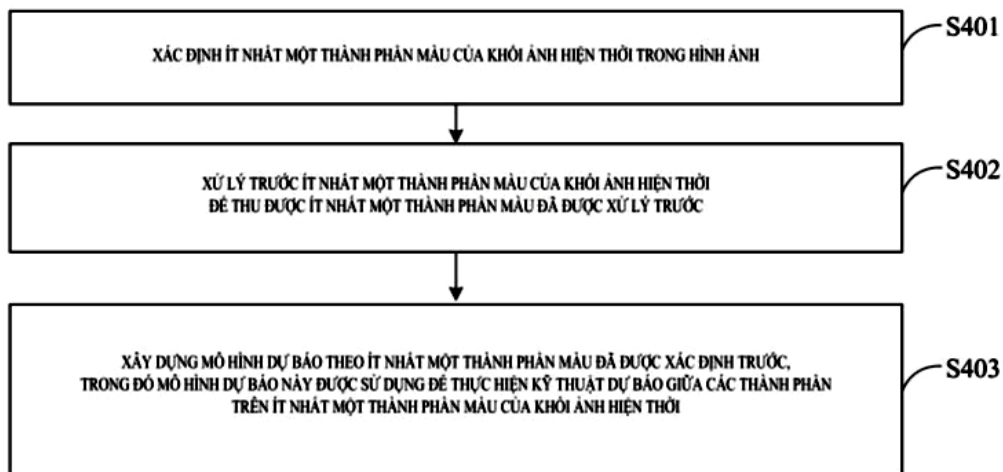 XÁC ĐỊNH ÍT NHẤT MỘT THÀNH PHẦN MÀU CỦA KHỐI ẢNH HIỆN THỜI TRONG HÌNH ẢNH
S401
XỬ LÝ TRƯỚC ÍT NHẤT MỘT THÀNH PHẦN MÀU CỦA KHỐI ẢNH HIỆN THỜI
ĐỂ THU ĐƯỢC ÍT NHẤT MỘT THÀNH PHẦN MÀU ĐÃ ĐƯỢC XỬ LÝ TRƯỚC
S402
XÂY DỰNG MÔ HÌNH DỰ BÁO THEO ÍT NHẤT MỘT THÀNH PHẦN MÀU ĐÃ ĐƯỢC XÁC ĐỊNH TRƯỚC,
TRONG ĐÓ MÔ HÌNH DỰ BÁO NÀY ĐƯỢC SỬ DỤNG ĐỂ THỰC HIỆN KỸ THUẬT DỰ BÁO GIỮA CÁC THÀNH PHẦN
TRÊN ÍT NHẤT MỘT THÀNH PHẦN MÀU CỦA KHỐI ẢNH HIỆN THỜI
S403